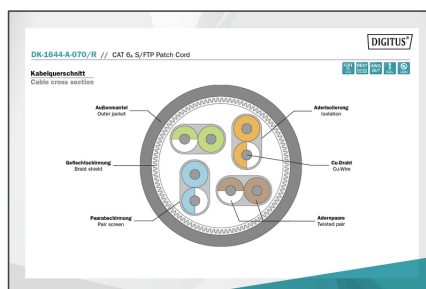 DIGITUS®
DK-1644-A-070/R // CAT 6A S/FTP Patch Cord
Kabelquerschnitt
Cable cross section
Außenmantel
Outer jacket
Aderisolierung
Isolation
Geflechtschirmung
Braid shield
Cu-Draht
Cu-Wire
Paarabschirmung
Pair screen
Adernpaare
Twisted pair